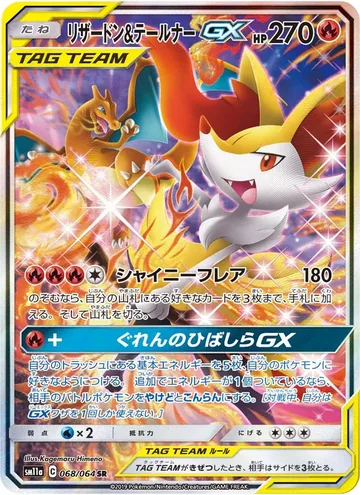 たね リザードン&テールナーGX HP270
TAG TEAM
シャイニーフレア 180
のぞむなら、自分の山札にある好きなカードを3枚まで、手札に加える。そして山札を切る。
+ ぐれんのひばしらGX
自分のトラッシュにある基本エネルギーを5枚、自分のポケモンに
好きなようにつける。追加でエネルギーが1個ついているなら、
相手のバトルポケモンをやけどとこんらんにする。[対戦中、自分は
GXワザを1回しか使えない。]
弱点 ×2 抵抗力 にげる
Illus.Kagemaru Himeno
sm11a C 068/064 SR
TAG TEAM ルール
TAG TEAMがきぜつしたとき、相手はサイドを3枚とる。
©2019 Pokémon/Nintendo/Creatures/GAME FREAK.